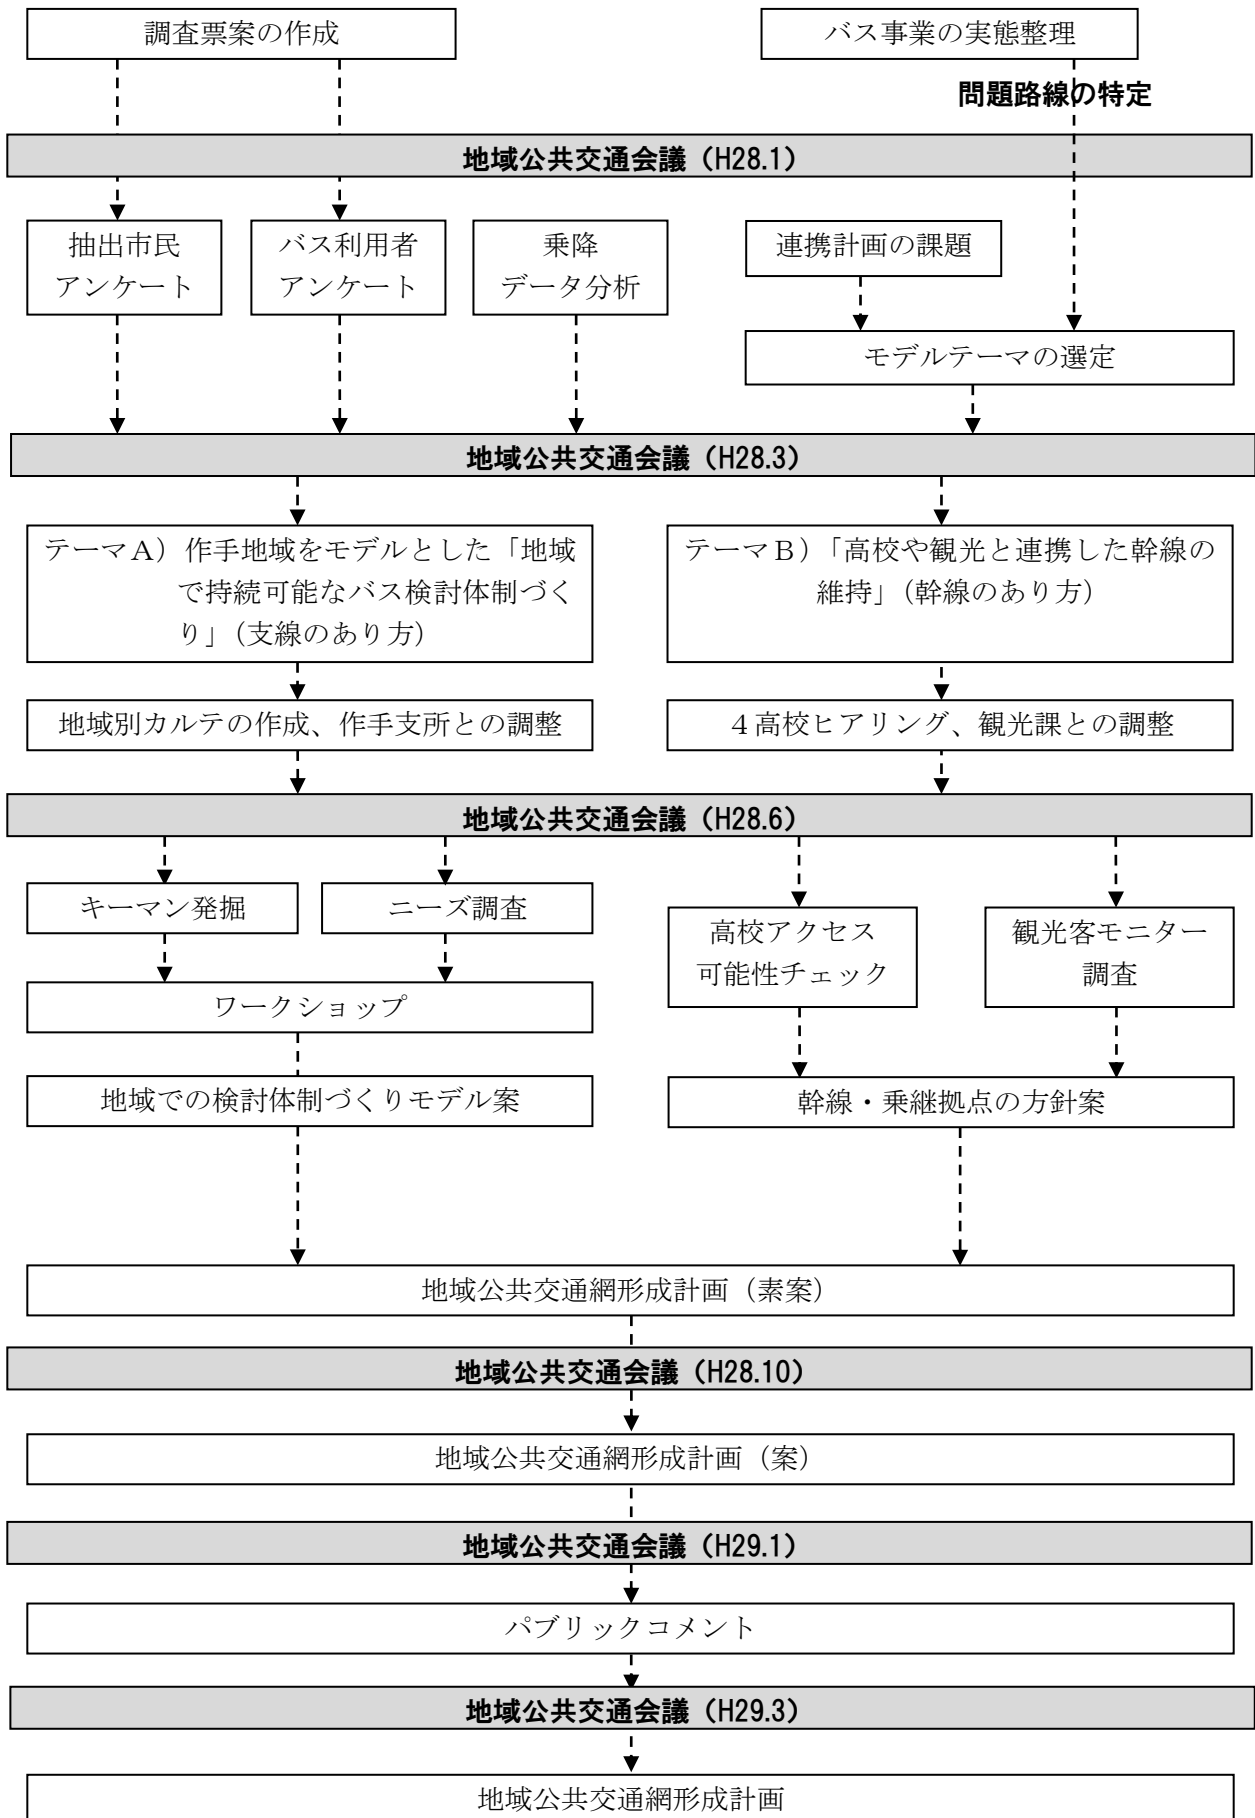 調査票案の作成
バス事業の実態整理
問題路線の特定
地域公共交通会議（H28.1）
抽出市民
アンケート
バス利用者
アンケート
乗降
データ分析
連携計画の課題
モデルテーマの選定
地域公共交通会議（H28.3）
テーマＡ）作手地域をモデルとした「地域
で持続可能なバス検討体制づく
り」（支線のあり方）
テーマＢ）「高校や観光と連携した幹線の
維持」（幹線のあり方）
地域別カルテの作成、作手支所との調整
４高校ヒアリング、観光課との調整
地域公共交通会議（H28.6）
キーマン発掘
ニーズ調査
高校アクセス
可能性チェック
観光客モニター
調査
ワークショップ
地域での検討体制づくりモデル案
幹線・乗継拠点の方針案
地域公共交通網形成計画（素案）
地域公共交通会議（H28.10）
地域公共交通網形成計画（案）
地域公共交通会議（H29.1）
パブリックコメント
地域公共交通会議（H29.3）
地域公共交通網形成計画